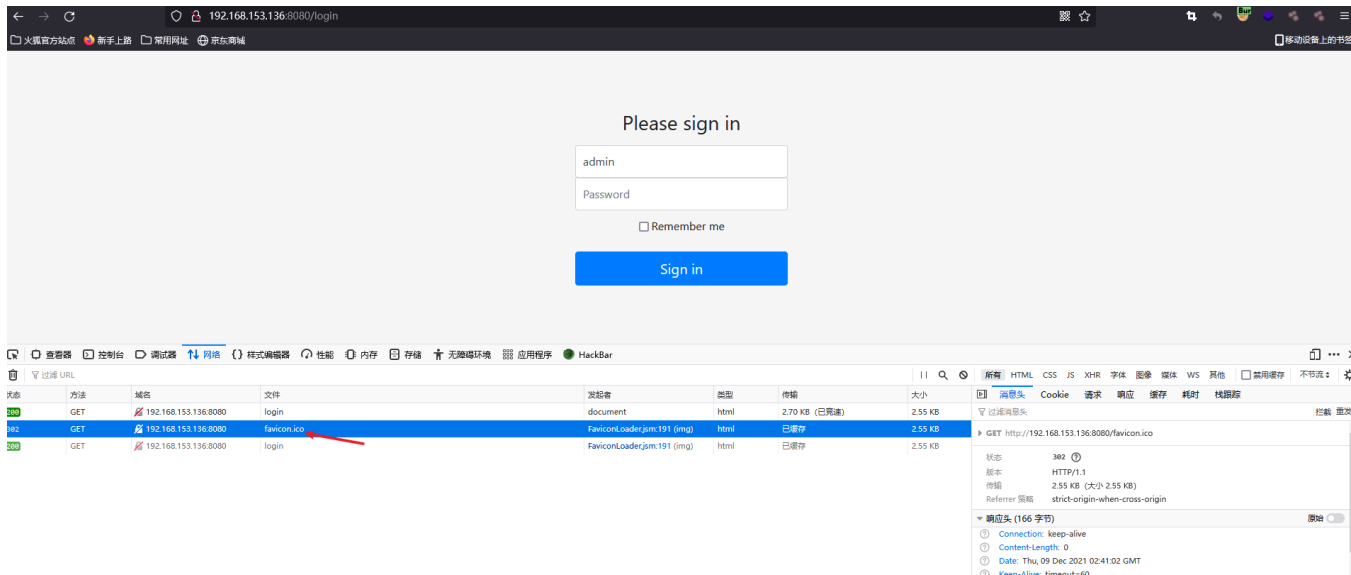 192.168.153.136:8080/login
火狐官方站点 新手上路 常用网址 京东商城 移动设备上的书签
Please sign in
admin
Password
Remember me
Sign in
查看器 控制台 调试器 网络 {} 样式编辑器 性能 内存 存储 无障碍环境 应用程序 HackBar
过滤 URL 所有 HTML CSS JS XHR 字体 图像 媒体 WS 其他 禁用缓存 不节流
状态 方法 域名 文件 发起者 类型 传输 大小 消息头 Cookie 请求 响应 缓存 耗时 栈跟踪
200 GET 192.168.153.136:8080 login document html 2.70 KB (已竞速) 2.55 KB
过滤消息头 拦截 重发
302 GET 192.168.153.136:8080 favicon.ico FaviconLoader.jsm:191 (img) html 已缓存 2.55 KB
GET http://192.168.153.136:8080/favicon.ico
200 GET 192.168.153.136:8080 login FaviconLoader.jsm:191 (img) html 已缓存 2.55 KB
状态 302
版本 HTTP/1.1
传输 2.55 KB (大小 2.55 KB)
Referrer 策略 strict-origin-when-cross-origin
响应头 (166 字节) 原始
Connection: keep-alive
Content-Length: 0
Date: Thu, 09 Dec 2021 02:41:02 GMT
Keep-Alive: timeout=60